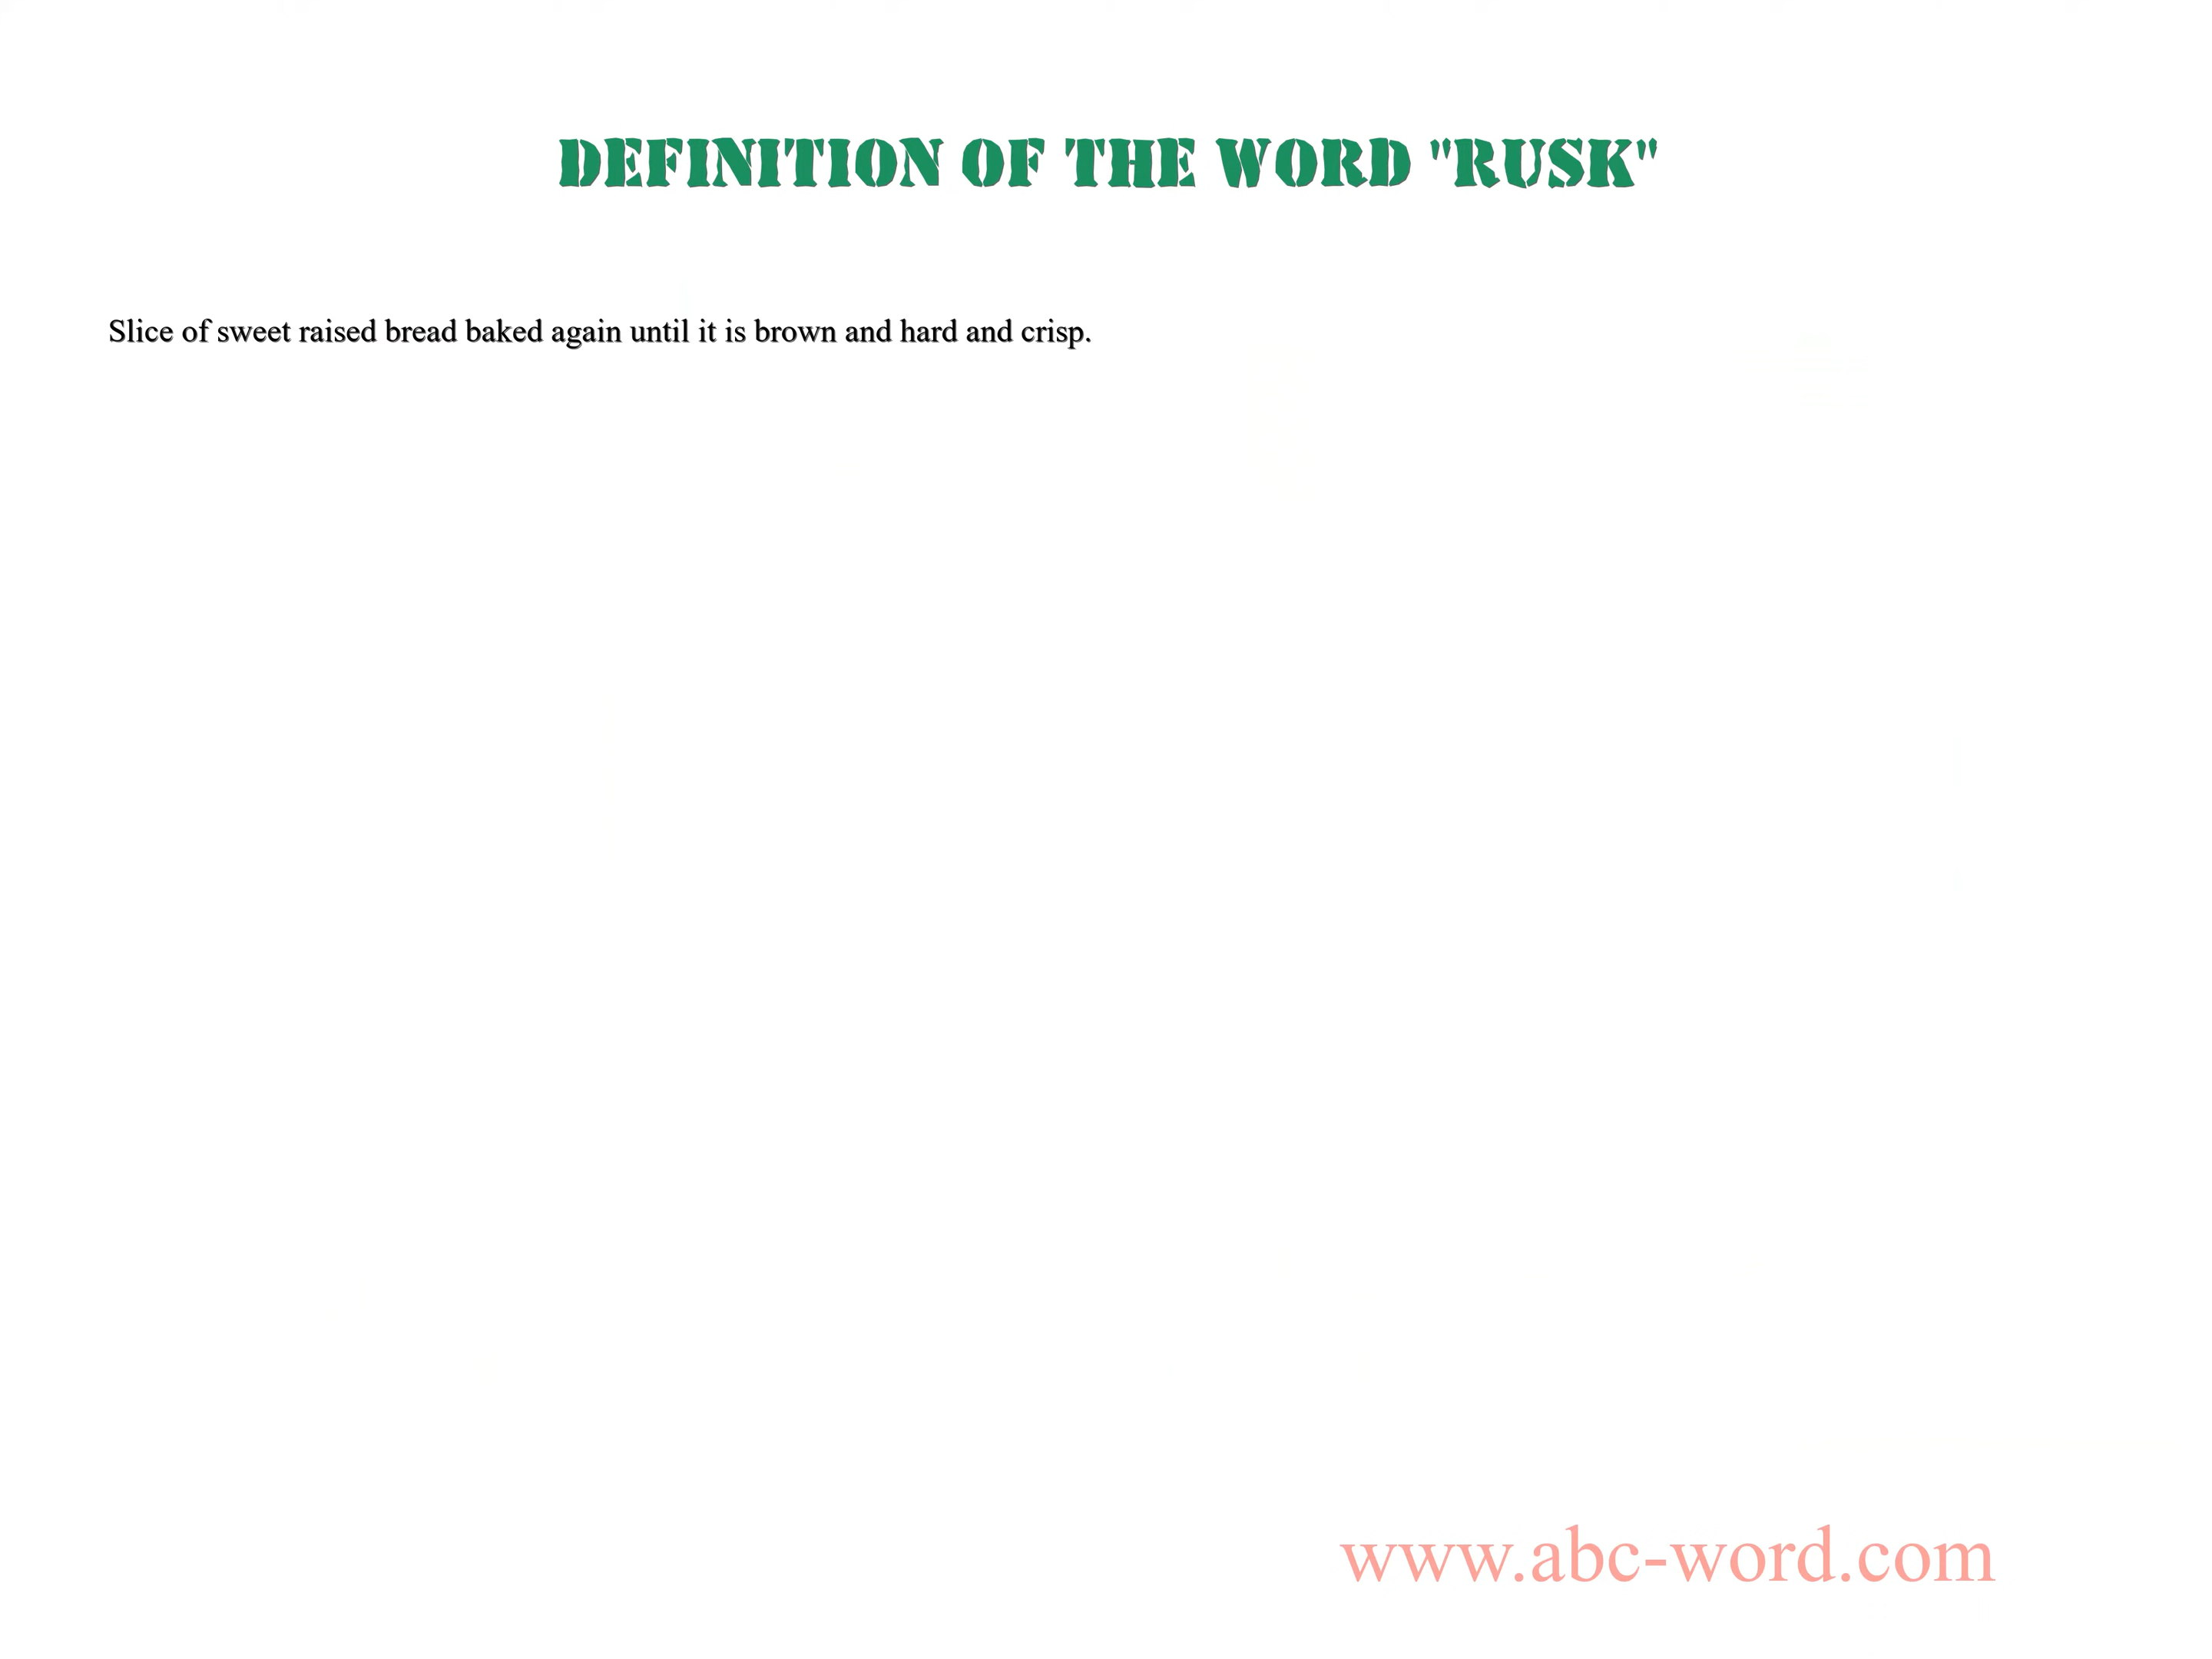 DEFINITION OF THE WORD "RUSK"
Slice of sweet raised bread baked again until it is brown and hard and crisp.
www.abc-word.com